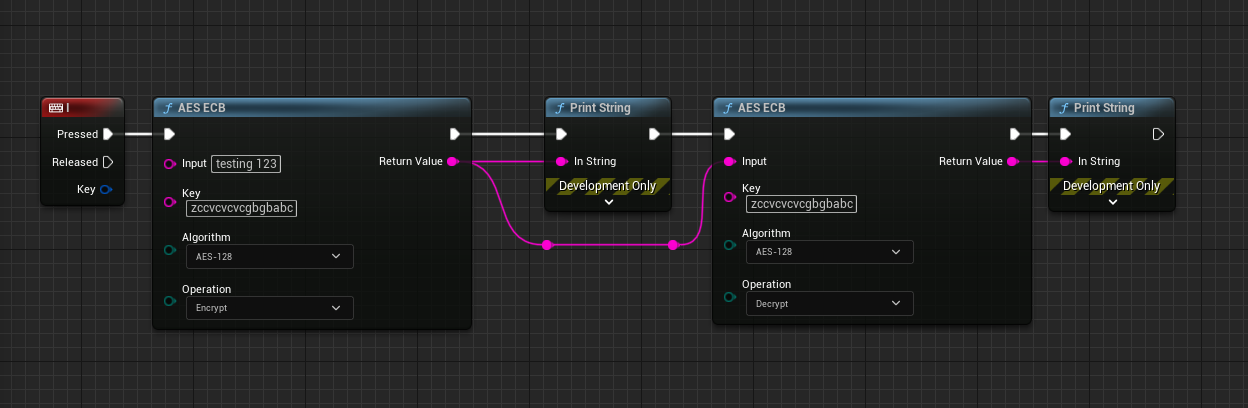 I
Pressed
Released
Key
AES ECB
Input testing 123
Return Value
Key
zccvcvcvcgbgbabc
Algorithm
AES-128
Operation
Encrypt
Print String
In String
Development Only
AES ECB
Input
Return Value
Key
zccvcvcvcgbgbabc
Algorithm
AES-128
Operation
Decrypt
Print String
In String
Development Only